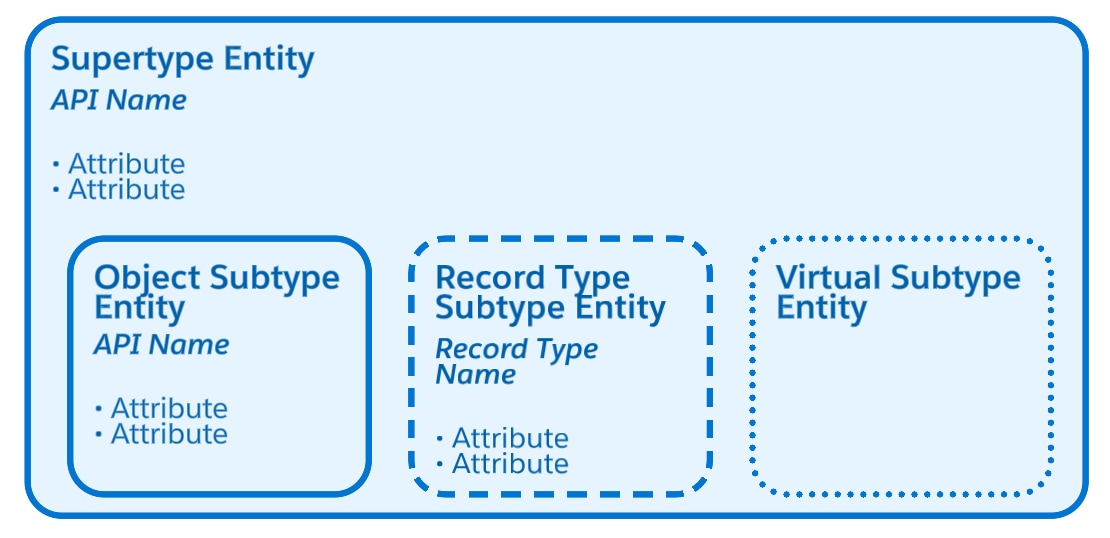 Supertype Entity
API Name
• Attribute
• Attribute
Object Subtype
Entity
API Name
• Attribute
• Attribute
Record Type
Subtype Entity
Record Type
Name
• Attribute
• Attribute
Virtual Subtype
Entity